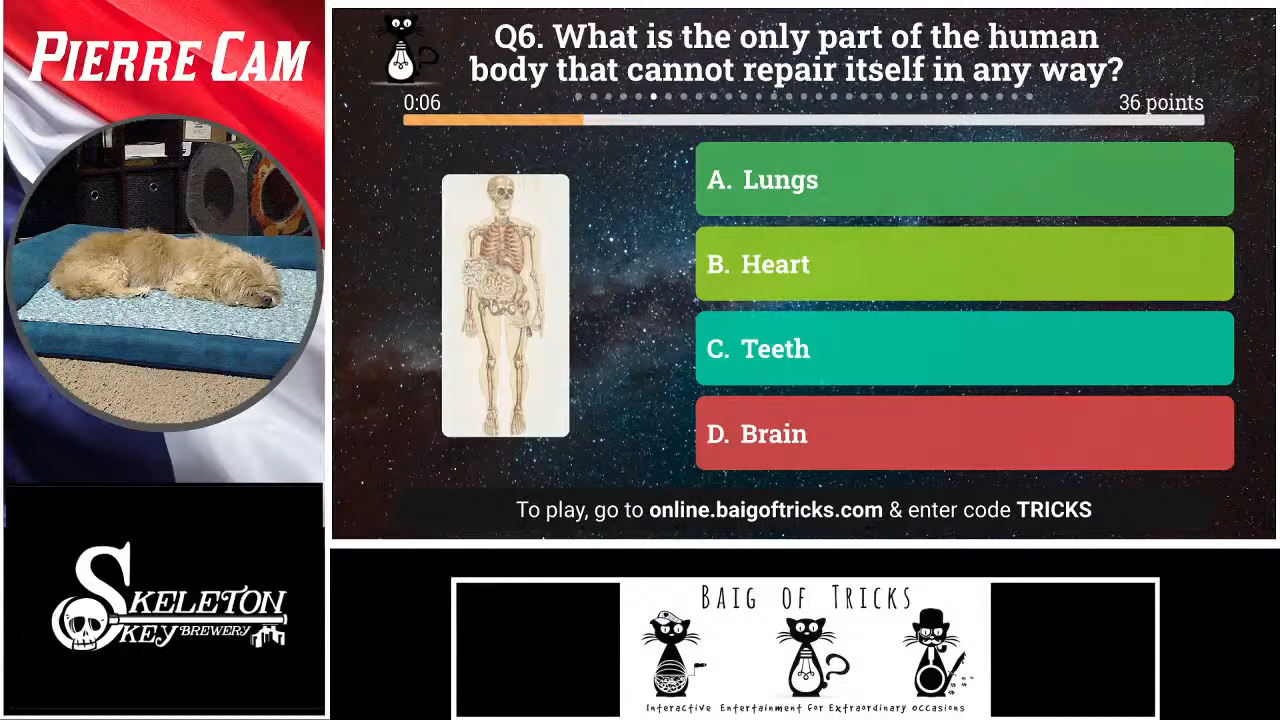 PIERRE CAM
Q6. What is the only part of the human
body that cannot repair itself in any way?
0:06
36 points
A. Lungs
B. Heart
C. Teeth
D. Brain
To play, go to online.baigoftricks.com & enter code TRICKS
SKELETON
KEY BREWERY
BAIG OF TRICKS
Interactive Entertainment for Extraordinary Occasions